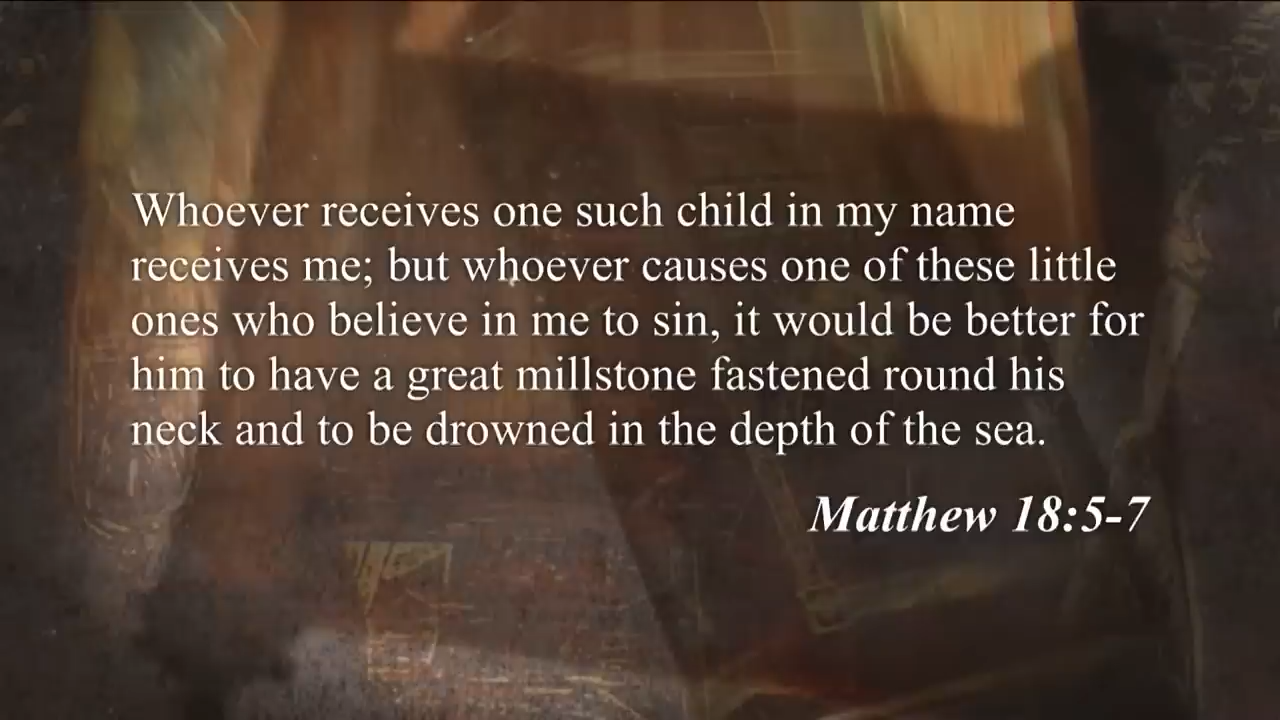 Whoever receives one such child in my name
receives me; but whoever causes one of these little
ones who believe in me to sin, it would be better for
him to have a great millstone fastened round his
neck and to be drowned in the depth of the sea.
Matthew 18:5-7